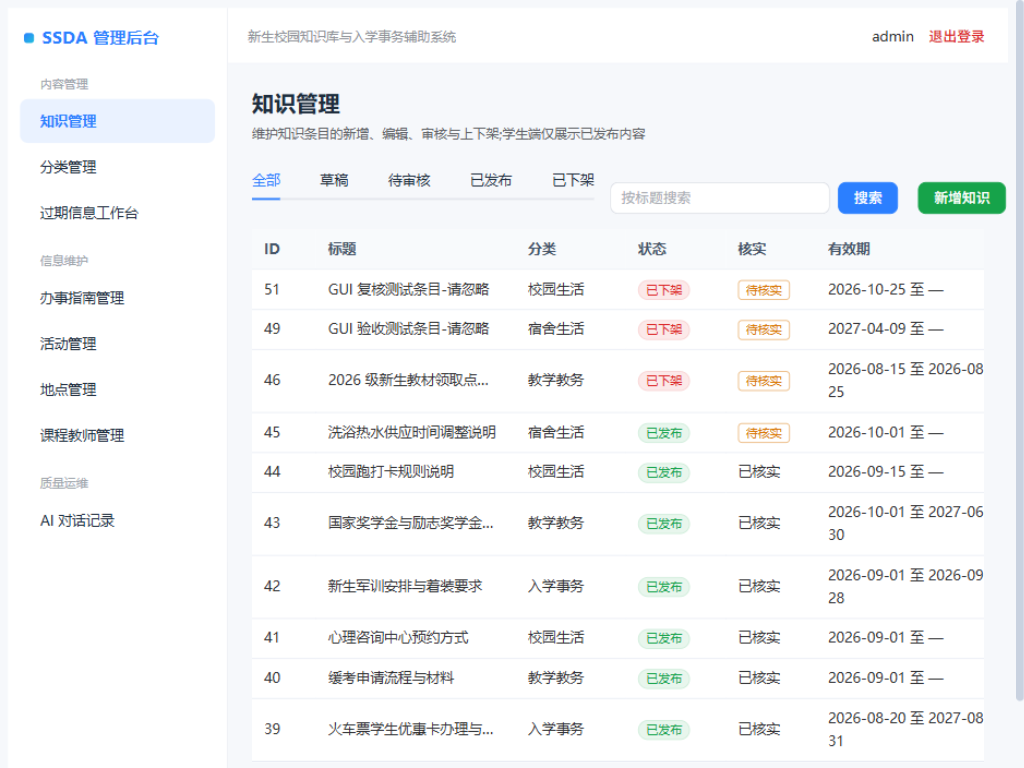 SSDA 管理后台
内容管理
知识管理
分类管理
过期信息工作台
信息维护
办事指南管理
活动管理
地点管理
课程教师管理
质量运维
AI 对话记录
新生校园知识库与入学事务辅助系统
admin 退出登录
知识管理
维护知识条目的新增、编辑、审核与上下架;学生端仅展示已发布内容
全部 草稿 待审核 已发布 已下架
按标题搜索 搜索 新增知识
ID 标题 分类 状态 核实 有效期
51 GUI 复核测试条目-请忽略 校园生活 已下架 待核实 2026-10-25 至 —
49 GUI 验收测试条目-请忽略 宿舍生活 已下架 待核实 2027-04-09 至 —
46 2026 级新生教材领取点... 教学教务 已下架 待核实 2026-08-15 至 2026-08
25
45 洗浴热水供应时间调整说明 宿舍生活 已发布 待核实 2026-10-01 至 —
44 校园跑打卡规则说明 校园生活 已发布 已核实 2026-09-15 至 —
43 国家奖学金与励志奖学金... 教学教务 已发布 已核实 2026-10-01 至 2027-06
30
42 新生军训安排与着装要求 入学事务 已发布 已核实 2026-09-01 至 2026-09
28
41 心理咨询中心预约方式 校园生活 已发布 已核实 2026-09-01 至 —
40 缓考申请流程与材料 教学教务 已发布 已核实 2026-09-01 至 —
39 火车票学生优惠卡办理与... 入学事务 已发布 已核实 2026-08-20 至 2027-08
31